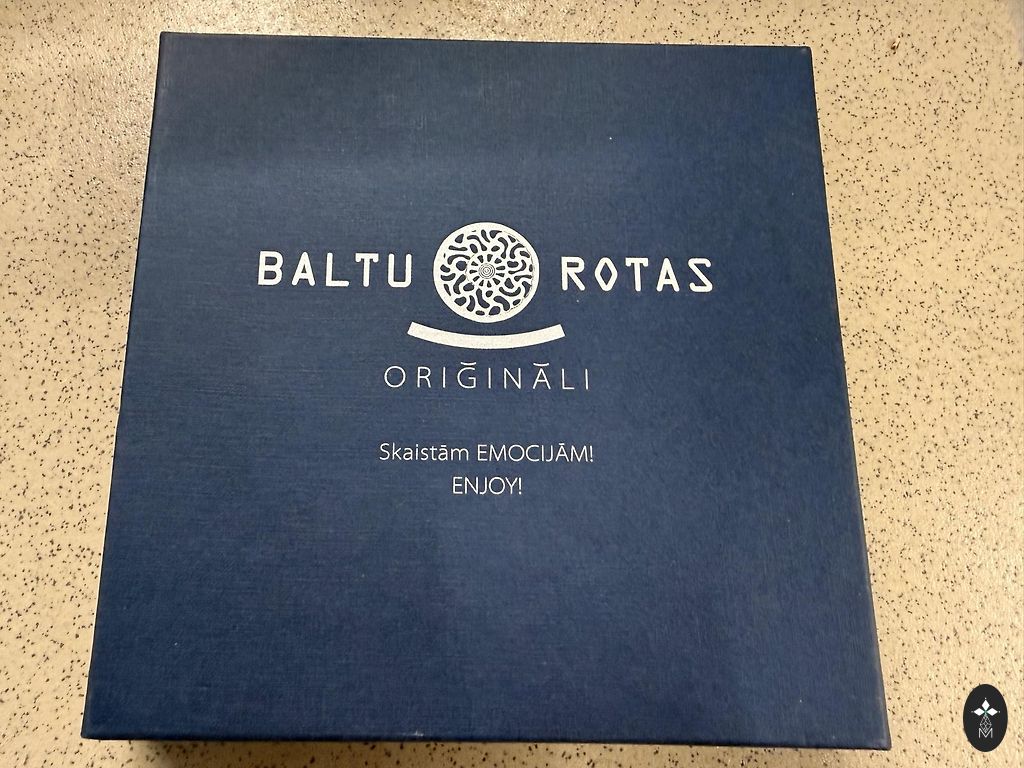 BALTU ROTAS
ORIĞINĀLI
Skaistām EMOCIJĀM!
ENJOY!
M